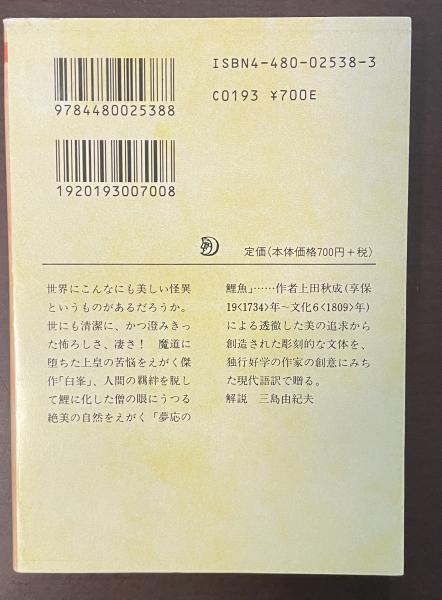 ISBN4-480-02538-3
C0193 ¥700E
9784480025388
1920193007008
定価(本体価格700円+税)
世界にこんなにも美しい怪異
というものがあるだろうか。
世にも清潔に、かつ澄みきっ
た怖ろしさ、凄さ！　魔道に
堕ちた上皇の苦悩をえがく傑
作「白峯」、人間の羈絆を脱し
て鯉に化した僧の眼にうつる
絶美の自然をえがく「夢応の
鯉魚」……作者上田秋成(享保
19<1734>年～文化6<1809>年)
による透徹した美の追求から
創造された彫刻的な文体を、
独行好学の作家の創意にみち
た現代語訳で贈る。
解説　三島由紀夫